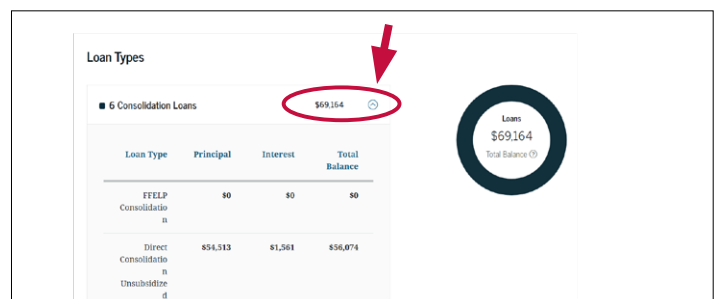 Loan Types
6 Consolidation Loans $69,164
Loans
$69,164
Total Balance ?
Loan Type Principal Interest Total
Balance
FFELP $0 $0 $0
Consolidatio
n
Direct $54,513 $1,561 $56,074
Consolidatio
n
Unsubsidize
d